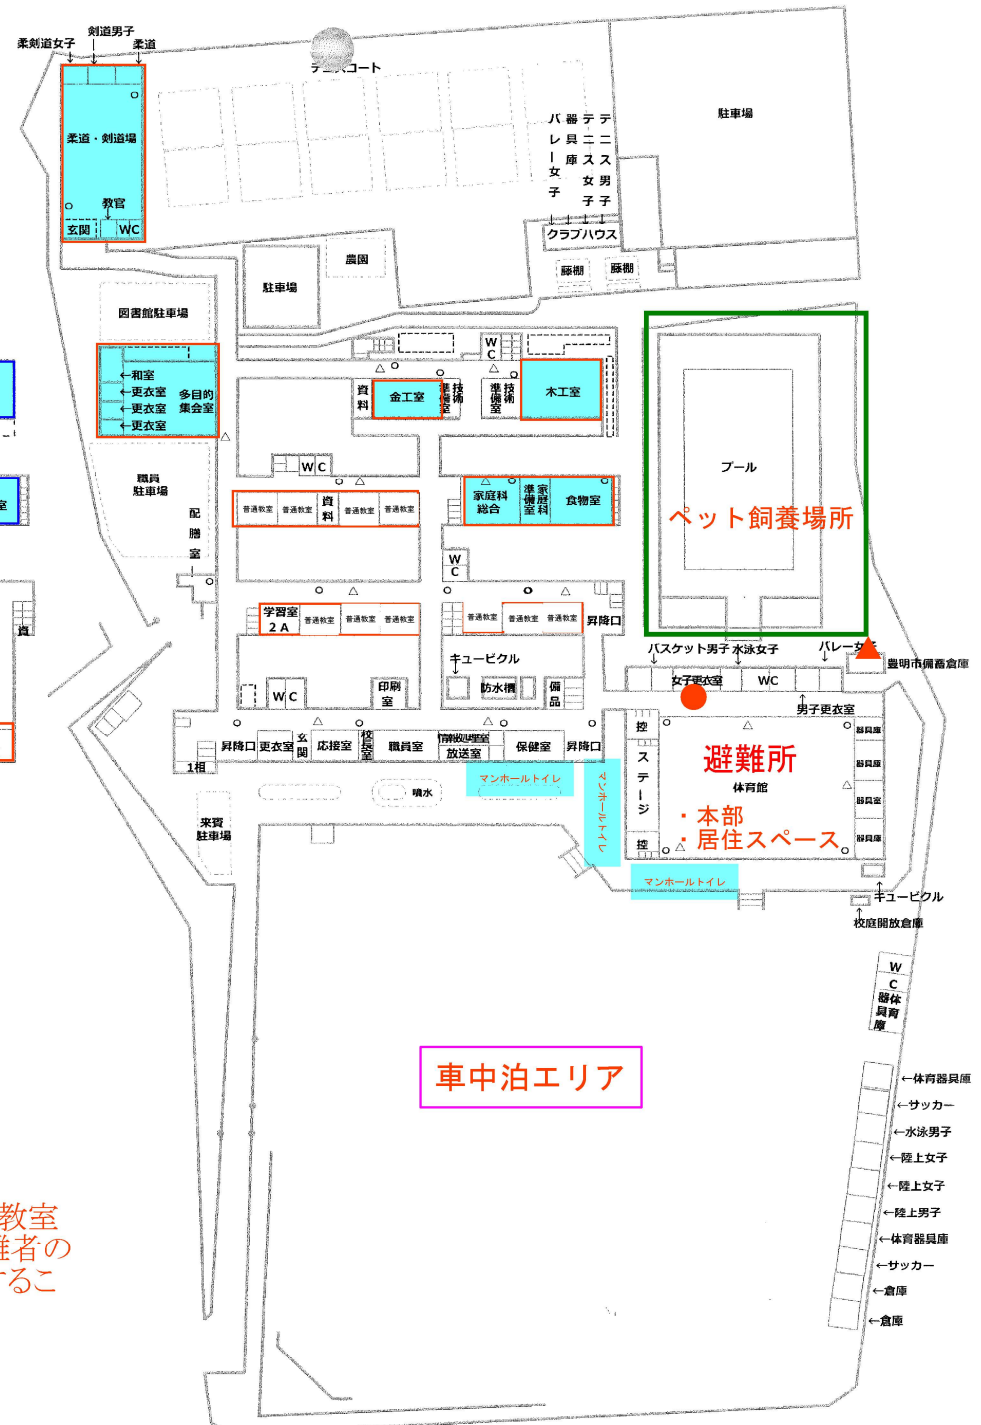 柔剣道女子
剣道男子
柔道
テニスコート
駐車場
柔道・剣道場
教官
玄関
WC
バレー女子
器具庫
テニス女子
テニス男子
クラブハウス
藤棚
藤棚
農園
駐車場
図書館駐車場
←和室
←更衣室
←更衣室
←更衣室
多目的
集会室
職員
駐車場
配膳室
資料
金工室
技術
準備室
WC
技術
準備室
木工室
プール
ペット飼養場所
WC
普通教室
普通教室
資料
普通教室
普通教室
家庭科
総合
家庭科
準備室
食物室
室
WC
資
学習室
2A
普通教室
普通教室
普通教室
普通教室
普通教室
普通教室
昇降口
キュービクル
WC
印刷
室
防水槽
備品
バスケット男子
水泳女子
バレー女子
豊明市備蓄倉庫
女子更衣室
WC
男子更衣室
1相
昇降口
更衣室
玄関
応接室
校長室
職員室
情報処理室
放送室
保健室
昇降口
控
ステージ
控
避難所
体育館
・本部
・居住スペース
器具庫
器具庫
器具室
器具庫
マンホールトイレ
マンホールトイレ
マンホールトイレ
噴水
来賓
駐車場
キュービクル
校庭開放倉庫
WC
体育
器具庫
車中泊エリア
←体育器具庫
←サッカー
←水泳男子
←陸上女子
←陸上女子
←陸上男子
←体育器具庫
←サッカー
←倉庫
←倉庫
教室
難者の
するこ